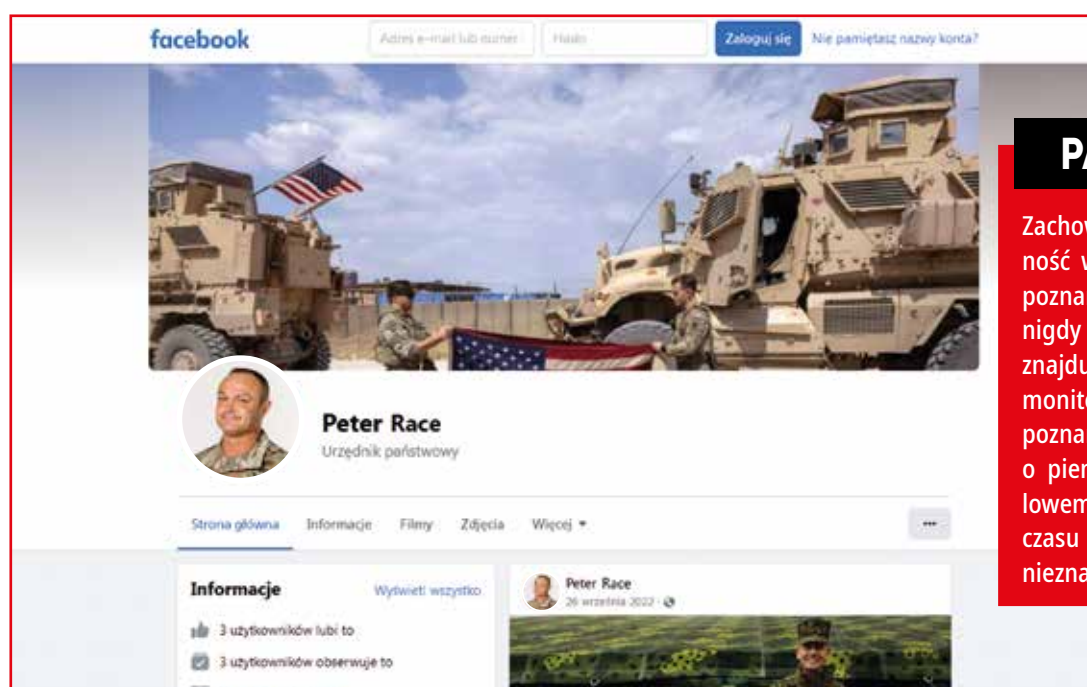 facebook
Adres e-mail lub numer
Hasło
Zaloguj się
Nie pamiętasz nazwy konta?
Peter Race
Urzędnik państwowy
Strona główna
Informacje
Filmy
Zdjęcia
Więcej
Informacje
Wyświetl wszystko
3 użytkowników lubi to
3 użytkowników obserwuje to
Peter Race
26 września 2022
PA
Zachow
ność w
pozna
nigdy
znajdu
monito
pozna
o pien
lowem
czasu
niezna